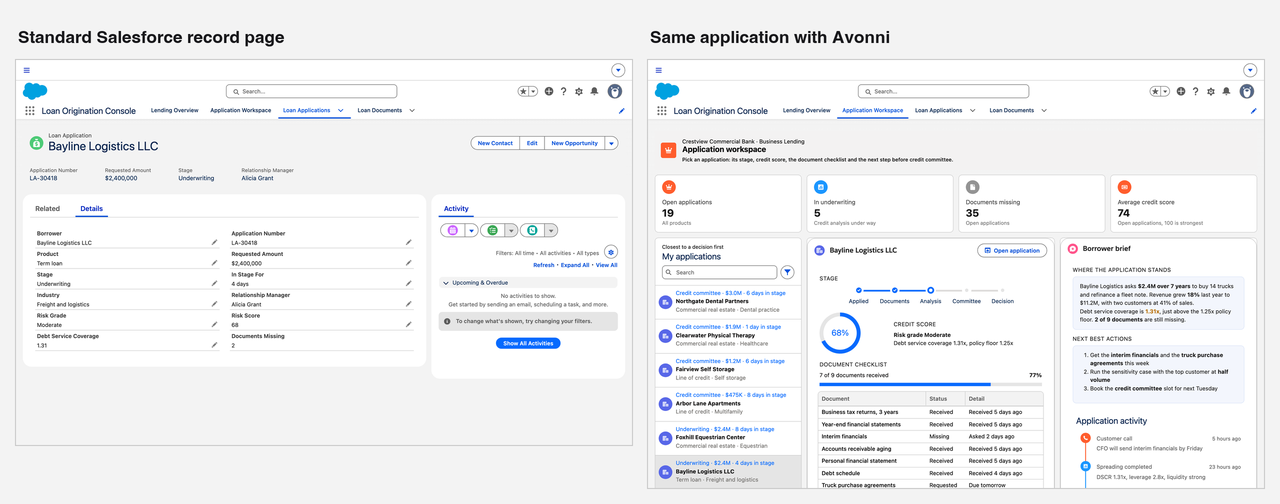 Standard Salesforce record page
Search...
Loan Origination Console
Lending Overview
Application Workspace
Loan Applications
Loan Documents
Loan Application
Bayline Logistics LLC
New Contact
Edit
New Opportunity
Application Number
Requested Amount
Stage
Relationship Manager
LA-30418
$2,400,000
Underwriting
Alicia Grant
Related
Details
Borrower
Application Number
Bayline Logistics LLC
LA-30418
Product
Requested Amount
Term loan
$2,400,000
Stage
In Stage For
Underwriting
4 days
Industry
Relationship Manager
Freight and logistics
Alicia Grant
Risk Grade
Risk Score
Moderate
68
Debt Service Coverage
Documents Missing
1.31
2
Activity
Filters: All time • All activities • All types
Refresh • Expand All • View All
Upcoming & Overdue
No activities to show.
Get started by sending an email, scheduling a task, and more.
To change what's shown, try changing your filters.
Show All Activities
Same application with Avonni
Search...
Loan Origination Console
Lending Overview
Application Workspace
Loan Applications
Loan Documents
Crestview Commercial Bank · Business Lending
Application workspace
Pick an application: its stage, credit score, the document checklist and the next step before credit committee.
Open applications
19
All products
In underwriting
5
Credit analysis under way
Documents missing
35
Open applications
Average credit score
74
Open applications, 100 is strongest
Closest to a decision first
My applications
Search
Credit committee · $3.0M · 6 days in stage
Northgate Dental Partners
Commercial real estate · Dental practice
Credit committee · $1.9M · 1 day in stage
Clearwater Physical Therapy
Commercial real estate · Healthcare
Credit committee · $1.2M · 6 days in stage
Fairview Self Storage
Line of credit · Self storage
Credit committee · $475K · 8 days in stage
Arbor Lane Apartments
Line of credit · Multifamily
Underwriting · $2.4M · 8 days in stage
Foxhill Equestrian Center
Commercial real estate · Equestrian
Underwriting · $2.4M · 4 days in stage
Bayline Logistics LLC
Term loan · Freight and logistics
Bayline Logistics LLC
Open application
STAGE
Applied
Documents
Analysis
Committee
Decision
68%
CREDIT SCORE
Risk grade Moderate
Debt service coverage 1.31x, policy floor 1.25x
DOCUMENT CHECKLIST
7 of 9 documents received
77%
Document
Status
Detail
Business tax returns, 3 years
Received
Received 5 days ago
Year-end financial statements
Received
Received 5 days ago
Interim financials
Missing
Asked 2 days ago
Accounts receivable aging
Received
Received 5 days ago
Personal financial statement
Received
Received 5 days ago
Debt schedule
Received
Received 4 days ago
Truck purchase agreements
Requested
Due tomorrow
Borrower brief
WHERE THE APPLICATION STANDS
Bayline Logistics asks $2.4M over 7 years to buy 14 trucks
and refinance a fleet note. Revenue grew 18% last year to
$11.2M, with two customers at 41% of sales.
Debt service coverage is 1.31x, just above the 1.25x policy
floor. 2 of 9 documents are still missing.
NEXT BEST ACTIONS
1. Get the interim financials and the truck purchase
agreements this week
2. Run the sensitivity case with the top customer at half
volume
3. Book the credit committee slot for next Tuesday
Application activity
Customer call
5 hours ago
CFO will send interim financials by Friday
Spreading completed
23 hours ago
DSCR 1.31x, leverage 2.8x, liquidity strong